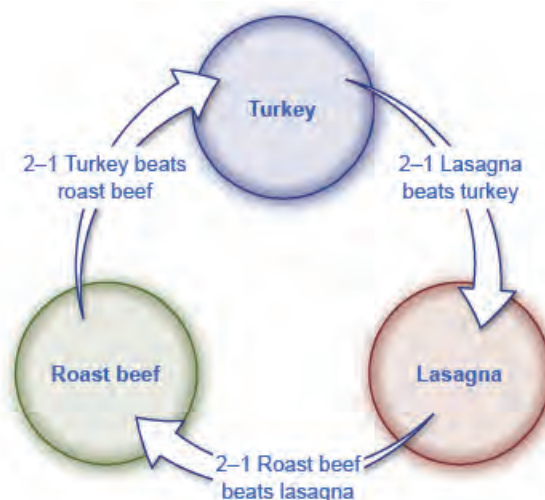 Turkey
2–1 Turkey beats
roast beef
2–1 Lasagna
beats turkey
Roast beef
Lasagna
2–1 Roast beef
beats lasagna